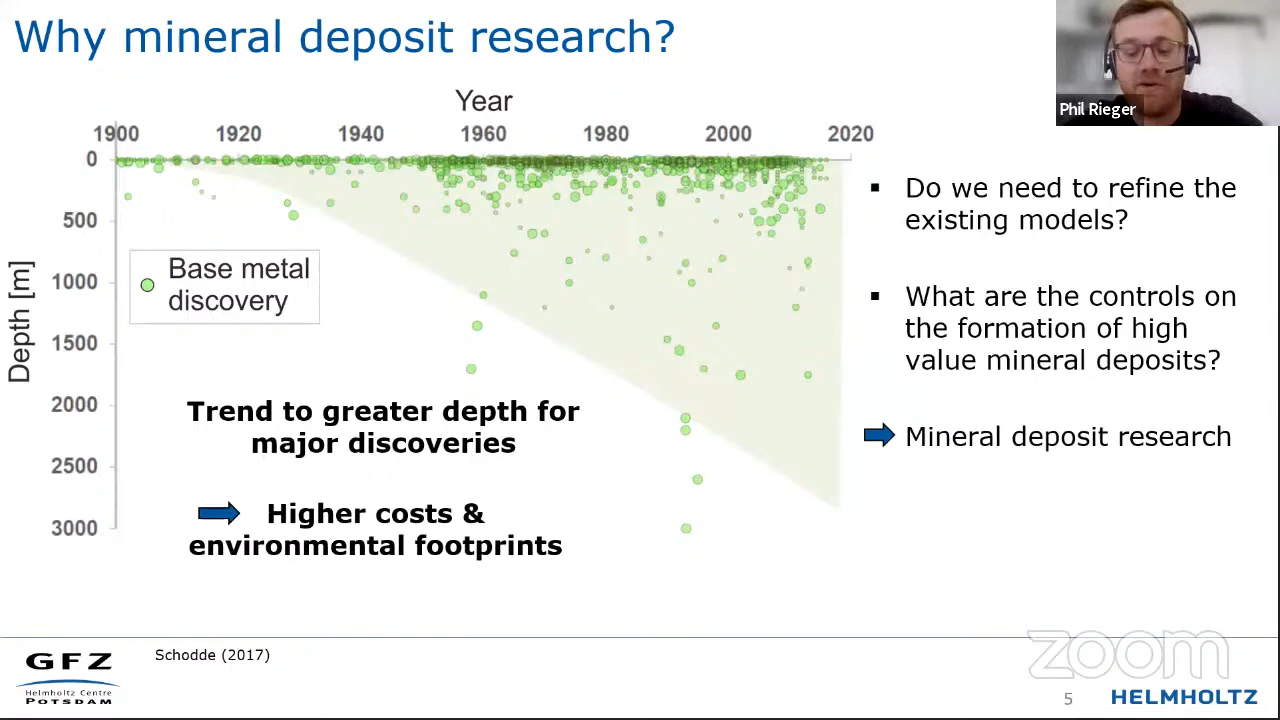 Why mineral deposit research?
Phil Rieger
Year
1900 1920 1940 1960 1980 2000 2020
0
500
1000
1500
2000
2500
3000
Depth [m]
Base metal
discovery
Trend to greater depth for
major discoveries
Higher costs &
environmental footprints
▪ Do we need to refine the
existing models?
▪ What are the controls on
the formation of high
value mineral deposits?
Mineral deposit research
GFZ
Helmholtz Centre
POTSDAM
Schodde (2017)
zoom
5
HELMHOLTZ